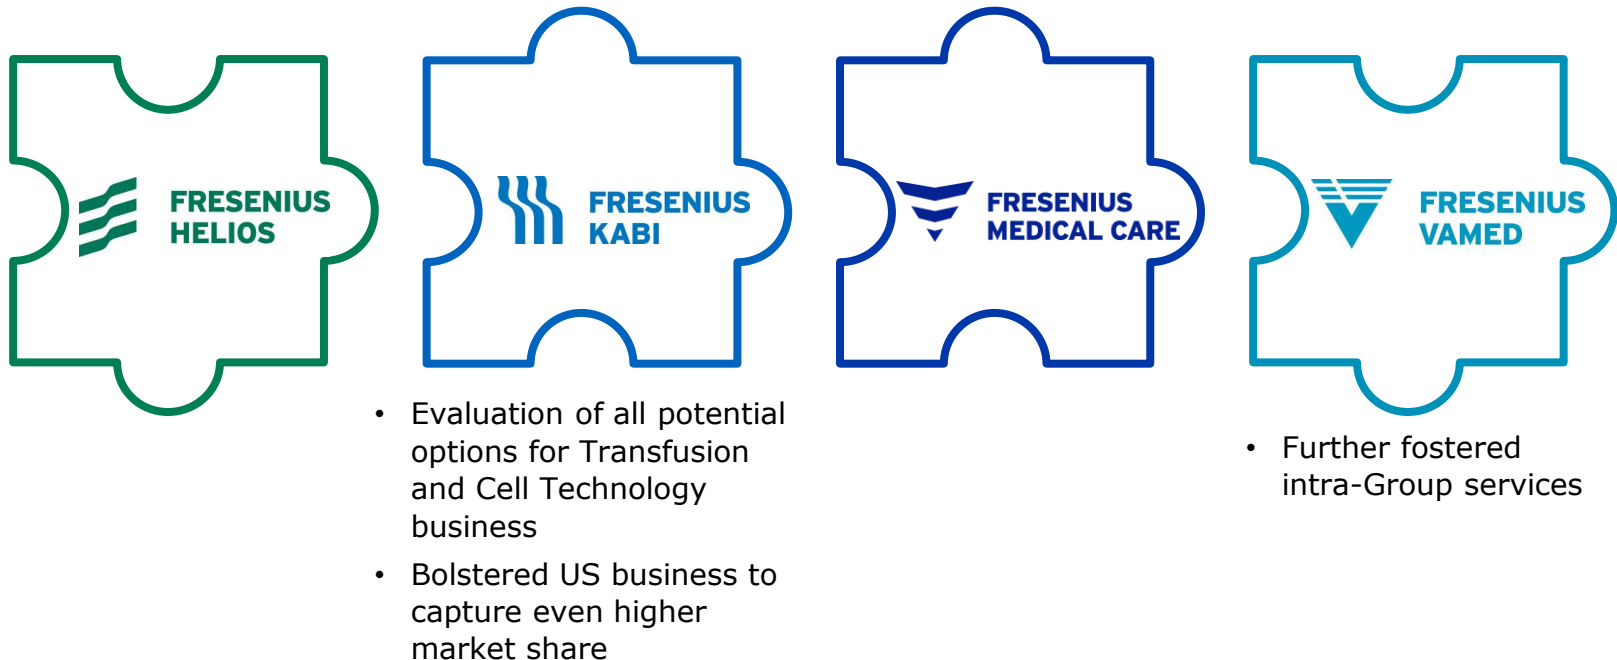 FRESENIUS
HELIOS
FRESENIUS
KABI
FRESENIUS
MEDICAL CARE
FRESENIUS
VAMED
• Evaluation of all potential
options for Transfusion
and Cell Technology
business
• Bolstered US business to
capture even higher
market share
• Further fostered
intra-Group services